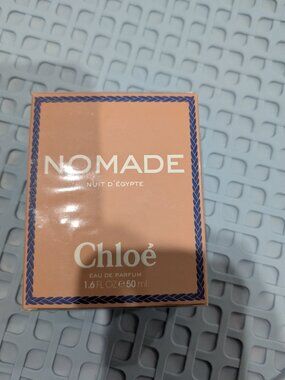 NOMADE
NUIT D'ÉGYPTE
Chloé
EAU DE PARFUM
1.6 FL OZ e 50 ml